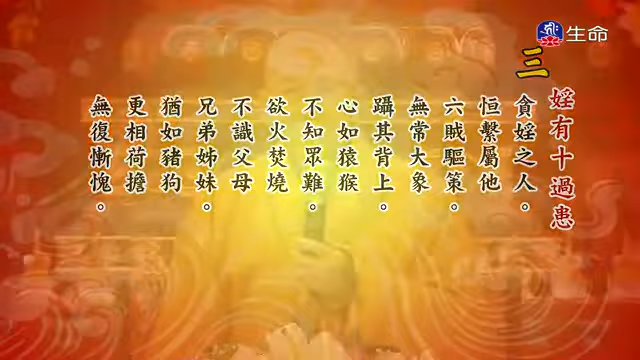 生命
婬有十過患
三
貪婬之人。
恒繫屬他
六賊驅策。
無常大象
躡其背上。
心如猿猴
不知眾難。
欲火焚燒
不識父母
兄弟姊妹。
猶如豬狗
更相荷擔
無復慚愧。